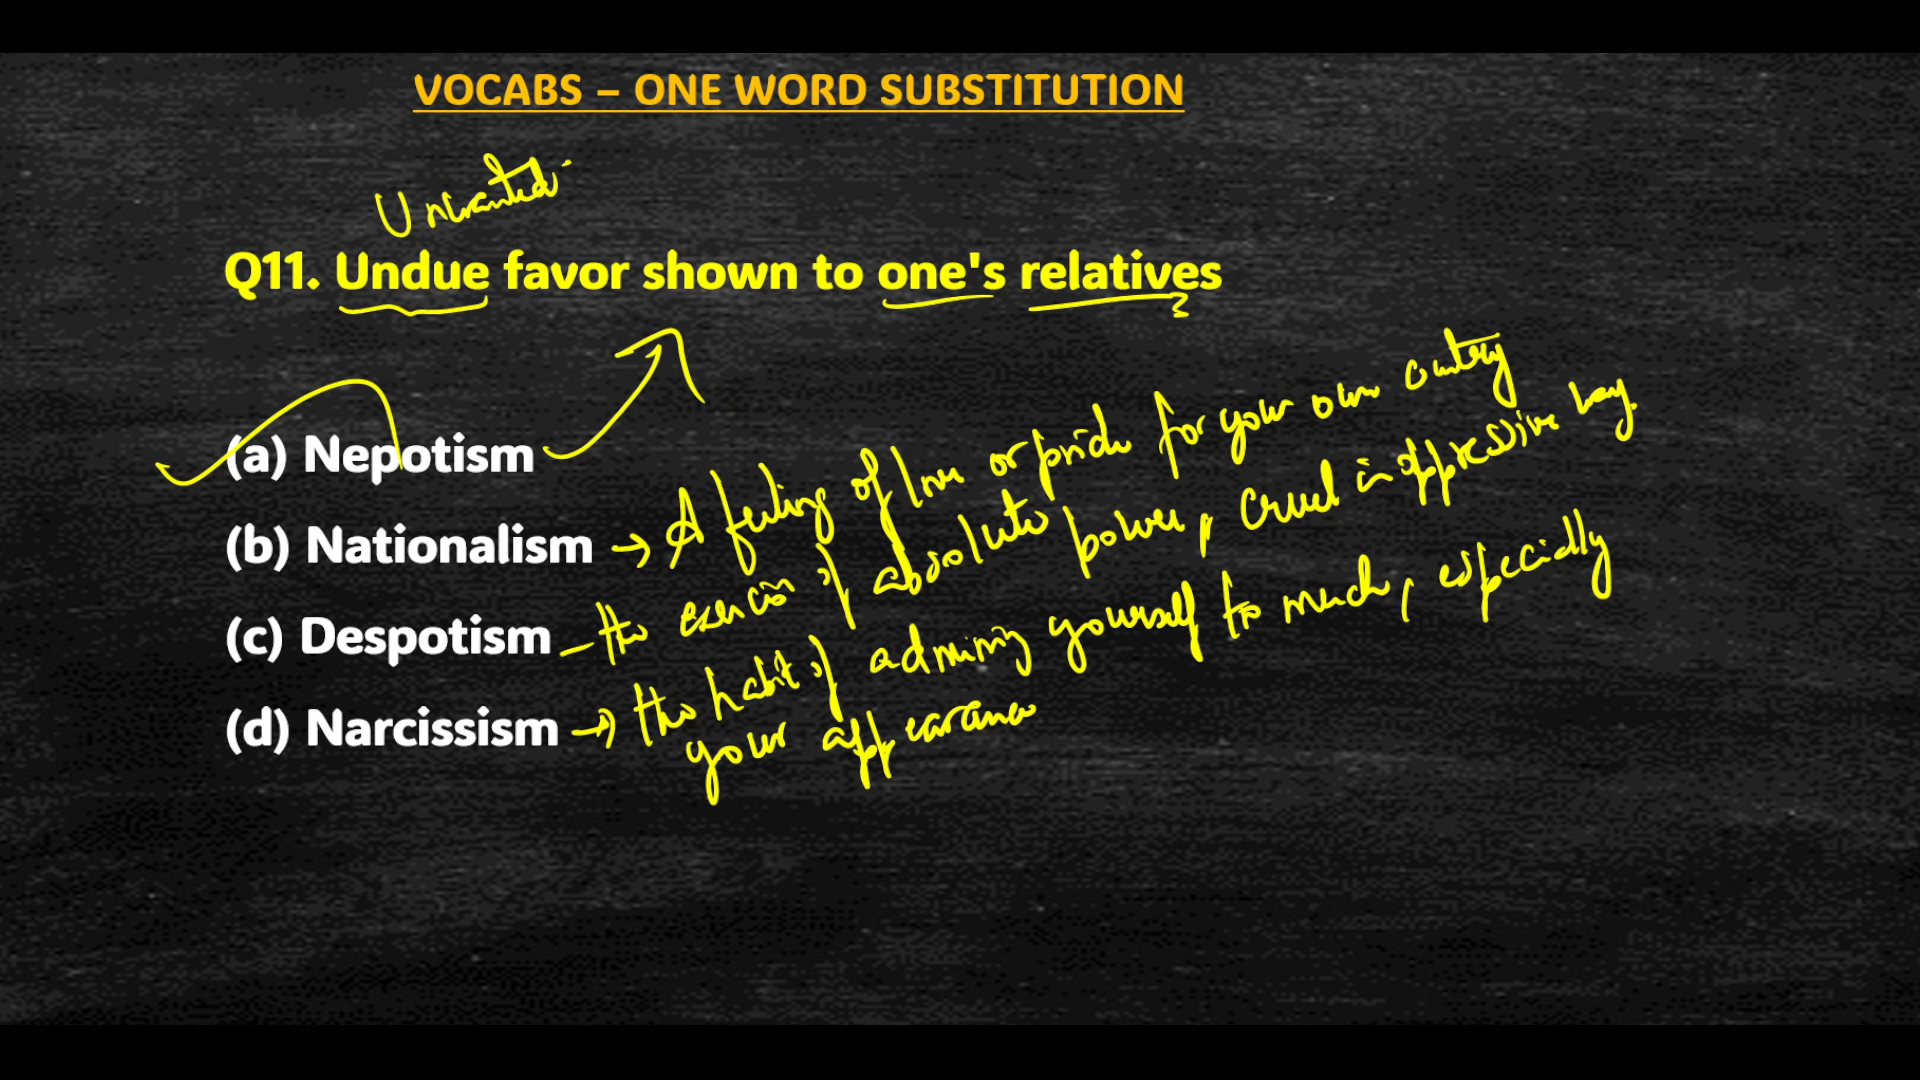 VOCABS – ONE WORD SUBSTITUTION
Unwanted
Q11. Undue favor shown to one's relatives
(a) Nepotism
(b) Nationalism → A feeling of love or pride for your own country
(c) Despotism – the exercise of absolute power, cruel in oppressive way.
(d) Narcissism → the habit of admiring yourself too much, especially
your appearance